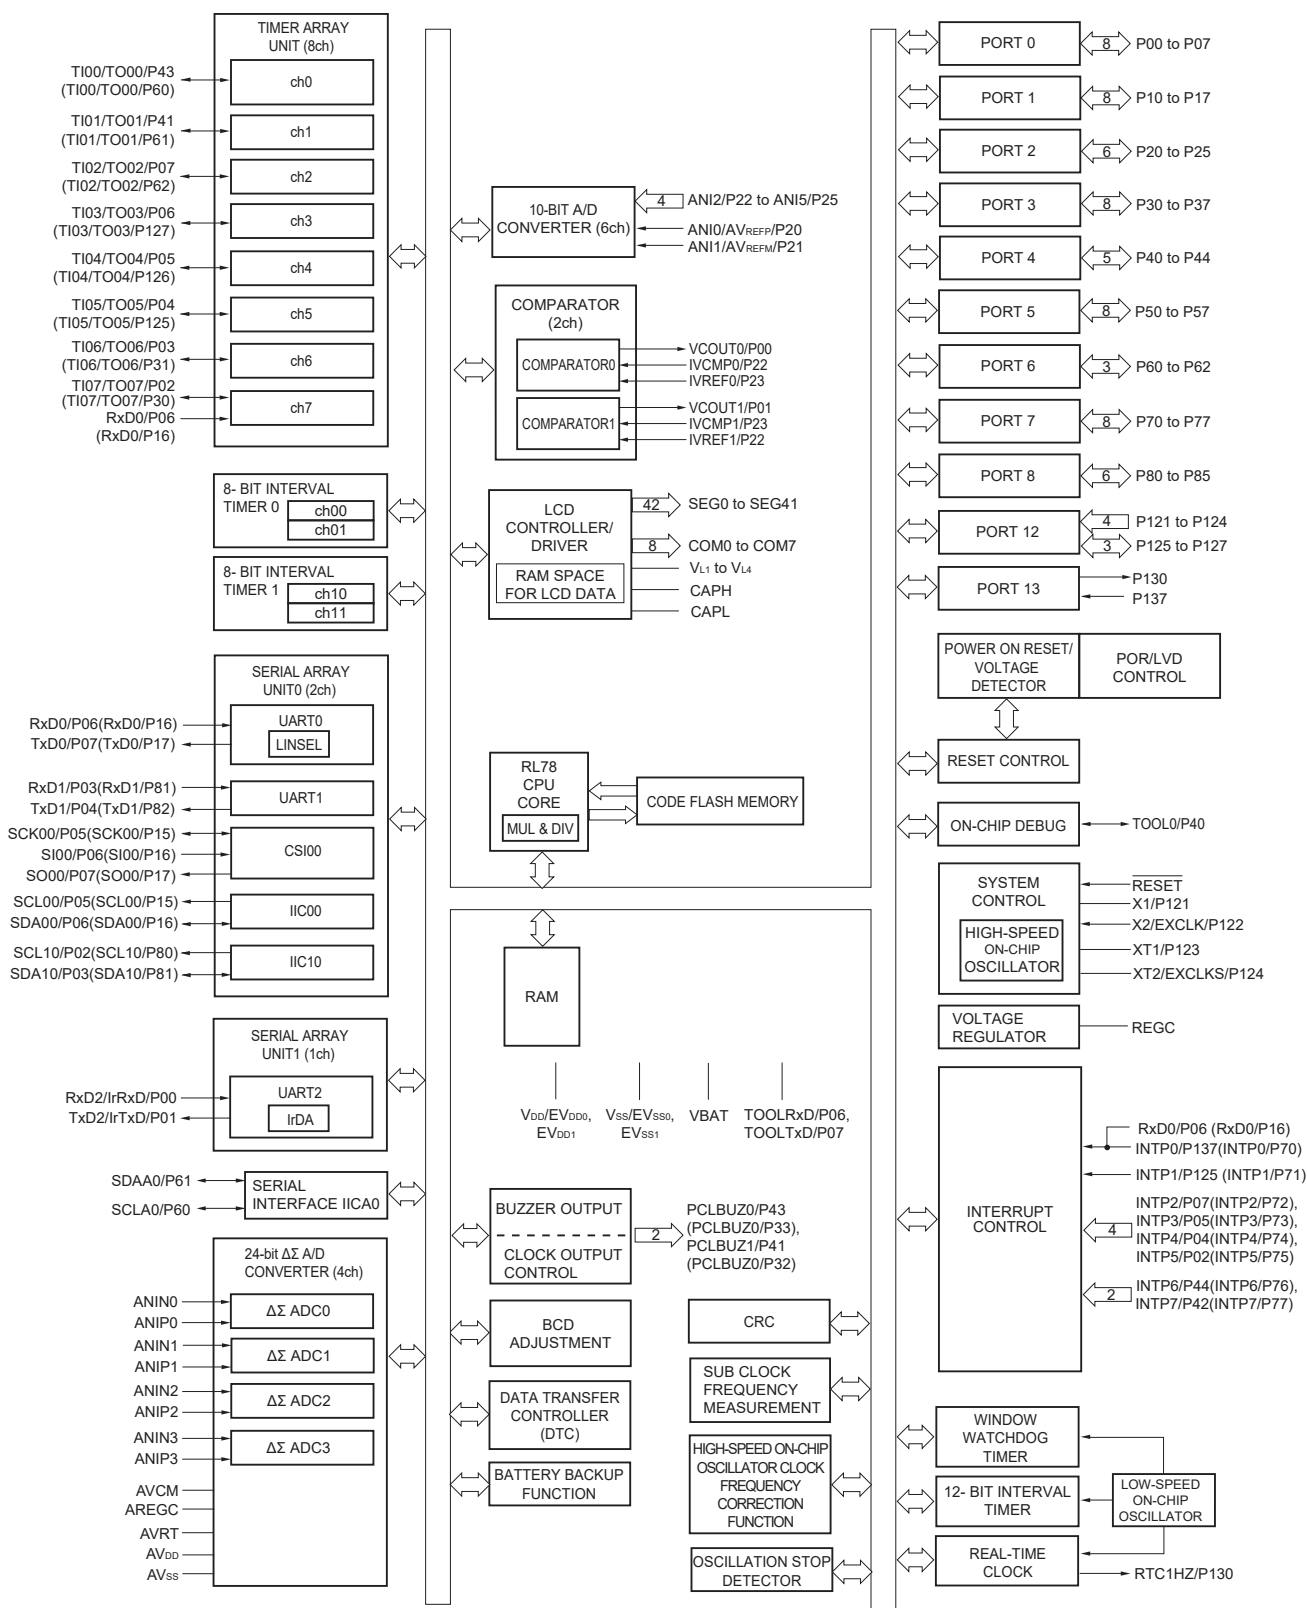 TIMER ARRAY
UNIT (8ch)
TI00/TO00/P43
(TI00/TO00/P60)
ch0
TI01/TO01/P41
(TI01/TO01/P61)
ch1
TI02/TO02/P07
(TI02/TO02/P62)
ch2
TI03/TO03/P06
(TI03/TO03/P127)
ch3
TI04/TO04/P05
(TI04/TO04/P126)
ch4
TI05/TO05/P04
(TI05/TO05/P125)
ch5
TI06/TO06/P03
(TI06/TO06/P31)
ch6
TI07/TO07/P02
(TI07/TO07/P30)
RxD0/P06
(RxD0/P16)
ch7
8- BIT INTERVAL
TIMER 0
ch00
ch01
8- BIT INTERVAL
TIMER 1
ch10
ch11
SERIAL ARRAY
UNIT0 (2ch)
RxD0/P06(RxD0/P16)
TxD0/P07(TxD0/P17)
UART0
LINSEL
RxD1/P03(RxD1/P81)
TxD1/P04(TxD1/P82)
UART1
SCK00/P05(SCK00/P15)
SI00/P06(SI00/P16)
SO00/P07(SO00/P17)
CSI00
SCL00/P05(SCL00/P15)
SDA00/P06(SDA00/P16)
IIC00
SCL10/P02(SCL10/P80)
SDA10/P03(SDA10/P81)
IIC10
SERIAL ARRAY
UNIT1 (1ch)
RxD2/IrRxD/P00
TxD2/IrTxD/P01
UART2
IrDA
SDAA0/P61
SCLA0/P60
SERIAL
INTERFACE IICA0
24-bit ΔΣ A/D
CONVERTER (4ch)
ANIN0
ANIP0
ΔΣ ADC0
ANIN1
ANIP1
ΔΣ ADC1
ANIN2
ANIP2
ΔΣ ADC2
ANIN3
ANIP3
ΔΣ ADC3
AVCM
AREGC
AVRT
AVDD
AVSS
10-BIT A/D
CONVERTER (6ch)
4
ANI2/P22 to ANI5/P25
ANI0/AVREFP/P20
ANI1/AVREFM/P21
COMPARATOR
(2ch)
COMPARATOR0
VCOUT0/P00
IVCMP0/P22
IVREF0/P23
COMPARATOR1
VCOUT1/P01
IVCMP1/P23
IVREF1/P22
LCD
CONTROLLER/
DRIVER
RAM SPACE
FOR LCD DATA
42
SEG0 to SEG41
8
COM0 to COM7
VL1 to VL4
CAPH
CAPL
RL78
CPU
CORE
MUL & DIV
CODE FLASH MEMORY
RAM
VDD/EVDD0,
EVDD1
VSS/EVSS0,
EVSS1
VBAT
TOOLRxD/P06,
TOOLTxD/P07
BUZZER OUTPUT
CLOCK OUTPUT
CONTROL
2
PCLBUZ0/P43
(PCLBUZ0/P33),
PCLBUZ1/P41
(PCLBUZ0/P32)
BCD
ADJUSTMENT
DATA TRANSFER
CONTROLLER
(DTC)
BATTERY BACKUP
FUNCTION
CRC
SUB CLOCK
FREQUENCY
MEASUREMENT
HIGH-SPEED ON-CHIP
OSCILLATOR CLOCK
FREQUENCY
CORRECTION
FUNCTION
OSCILLATION STOP
DETECTOR
PORT 0
8
P00 to P07
PORT 1
8
P10 to P17
PORT 2
6
P20 to P25
PORT 3
8
P30 to P37
PORT 4
5
P40 to P44
PORT 5
8
P50 to P57
PORT 6
3
P60 to P62
PORT 7
8
P70 to P77
PORT 8
6
P80 to P85
PORT 12
4
P121 to P124
3
P125 to P127
PORT 13
P130
P137
POWER ON RESET/
VOLTAGE
DETECTOR
POR/LVD
CONTROL
RESET CONTROL
ON-CHIP DEBUG
TOOL0/P40
SYSTEM
CONTROL
HIGH-SPEED
ON-CHIP
OSCILLATOR
RESET
X1/P121
X2/EXCLK/P122
XT1/P123
XT2/EXCLKS/P124
VOLTAGE
REGULATOR
REGC
INTERRUPT
CONTROL
RxD0/P06 (RxD0/P16)
INTP0/P137(INTP0/P70)
INTP1/P125 (INTP1/P71)
4
INTP2/P07(INTP2/P72),
INTP3/P05(INTP3/P73),
INTP4/P04(INTP4/P74),
INTP5/P02(INTP5/P75)
2
INTP6/P44(INTP6/P76),
INTP7/P42(INTP7/P77)
WINDOW
WATCHDOG
TIMER
12- BIT INTERVAL
TIMER
LOW-SPEED
ON-CHIP
OSCILLATOR
REAL-TIME
CLOCK
RTC1HZ/P130